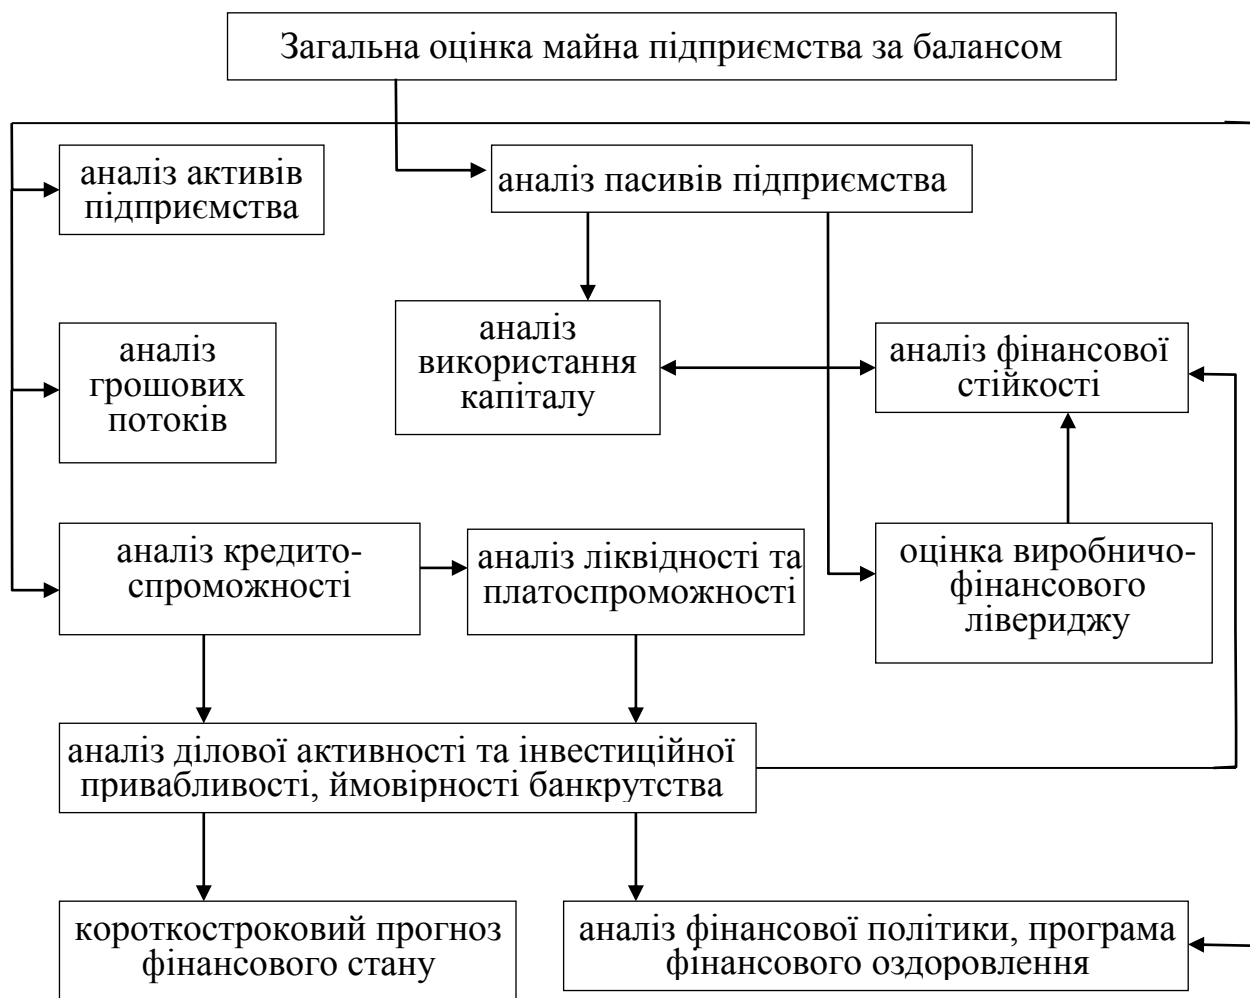 Загальна оцінка майна підприємства за балансом
аналіз активів
підприємства
аналіз пасивів підприємства
аналіз
грошових
потоків
аналіз
використання
капіталу
аналіз фінансової
стійкості
аналіз кредито-
спроможності
аналіз ліквідності та
платоспроможності
оцінка виробничо-
фінансового
лівериджу
аналіз ділової активності та інвестиційної
привабливості, ймовірності банкрутства
короткостроковий прогноз
фінансового стану
аналіз фінансової політики, програма
фінансового оздоровлення